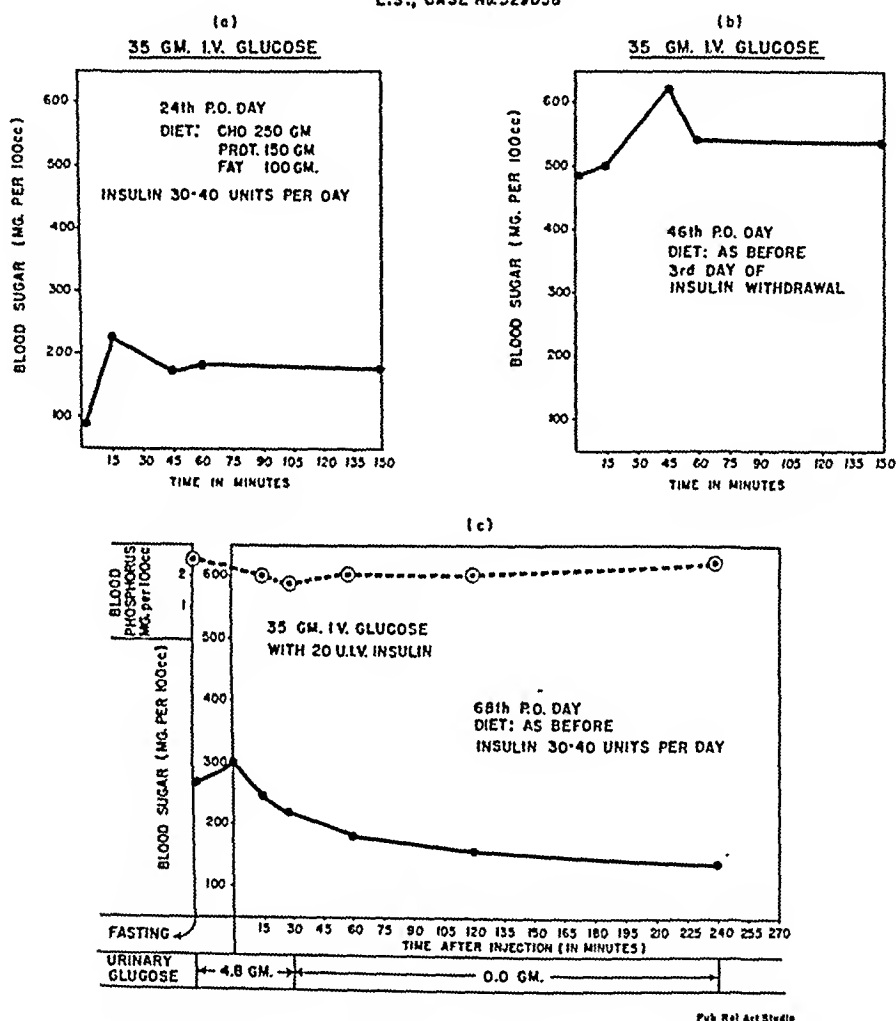 (a)
35 GM. I.V. GLUCOSE
BLOOD SUGAR (MG. PER 100cc)
600
500
400
300
200
100
24th P.O. DAY
DIET: CHO 250 GM
PROT. 150 GM
FAT 100 GM.
INSULIN 30-40 UNITS PER DAY
15 30 45 60 75 90 105 120 135 150
TIME IN MINUTES
(b)
35 GM. I.V. GLUCOSE
BLOOD SUGAR (MG. PER 100cc)
600
500
400
300
200
100
46th P.O. DAY
DIET: AS BEFORE
3rd DAY OF
INSULIN WITHDRAWAL
15 30 45 60 75 90 105 120 135 150
TIME IN MINUTES
(c)
BLOOD
PHOSPHORUS
MG. per 100cc
2
1
BLOOD SUGAR (MG. PER 100cc)
600
500
400
300
200
100
35 GM. I.V. GLUCOSE
WITH 20 U.I.V. INSULIN
68th P.O. DAY
DIET: AS BEFORE
INSULIN 30-40 UNITS PER DAY
FASTING
15 30 45 60 75 90 105 120 135 150 165 180 195 210 225 240 255 270
TIME AFTER INJECTION (IN MINUTES)
URINARY
GLUGOSE
4.8 GM.
0.0 GM.
Pub Rel Art Studio